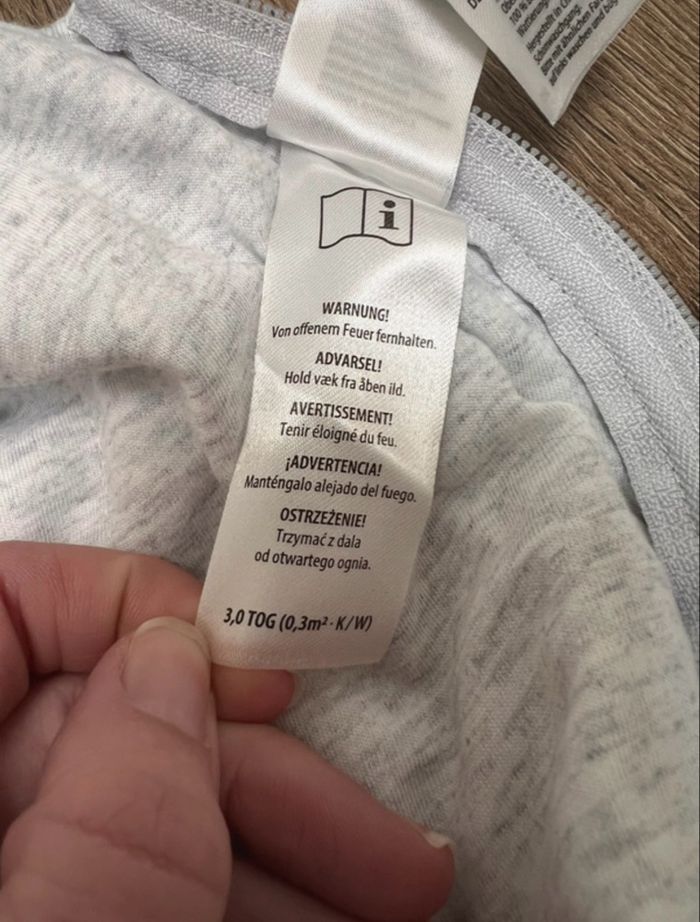 i
WARNUNG!
Von offenem Feuer fernhalten.
ADVARSEL!
Hold væk fra åben ild.
AVERTISSEMENT!
Tenir éloigné du feu.
¡ADVERTENCIA!
Manténgalo alejado del fuego.
OSTRZEŻENIE!
Trzymać z dala
od otwartego ognia.
3,0 TOG (0,3m² · K/W)